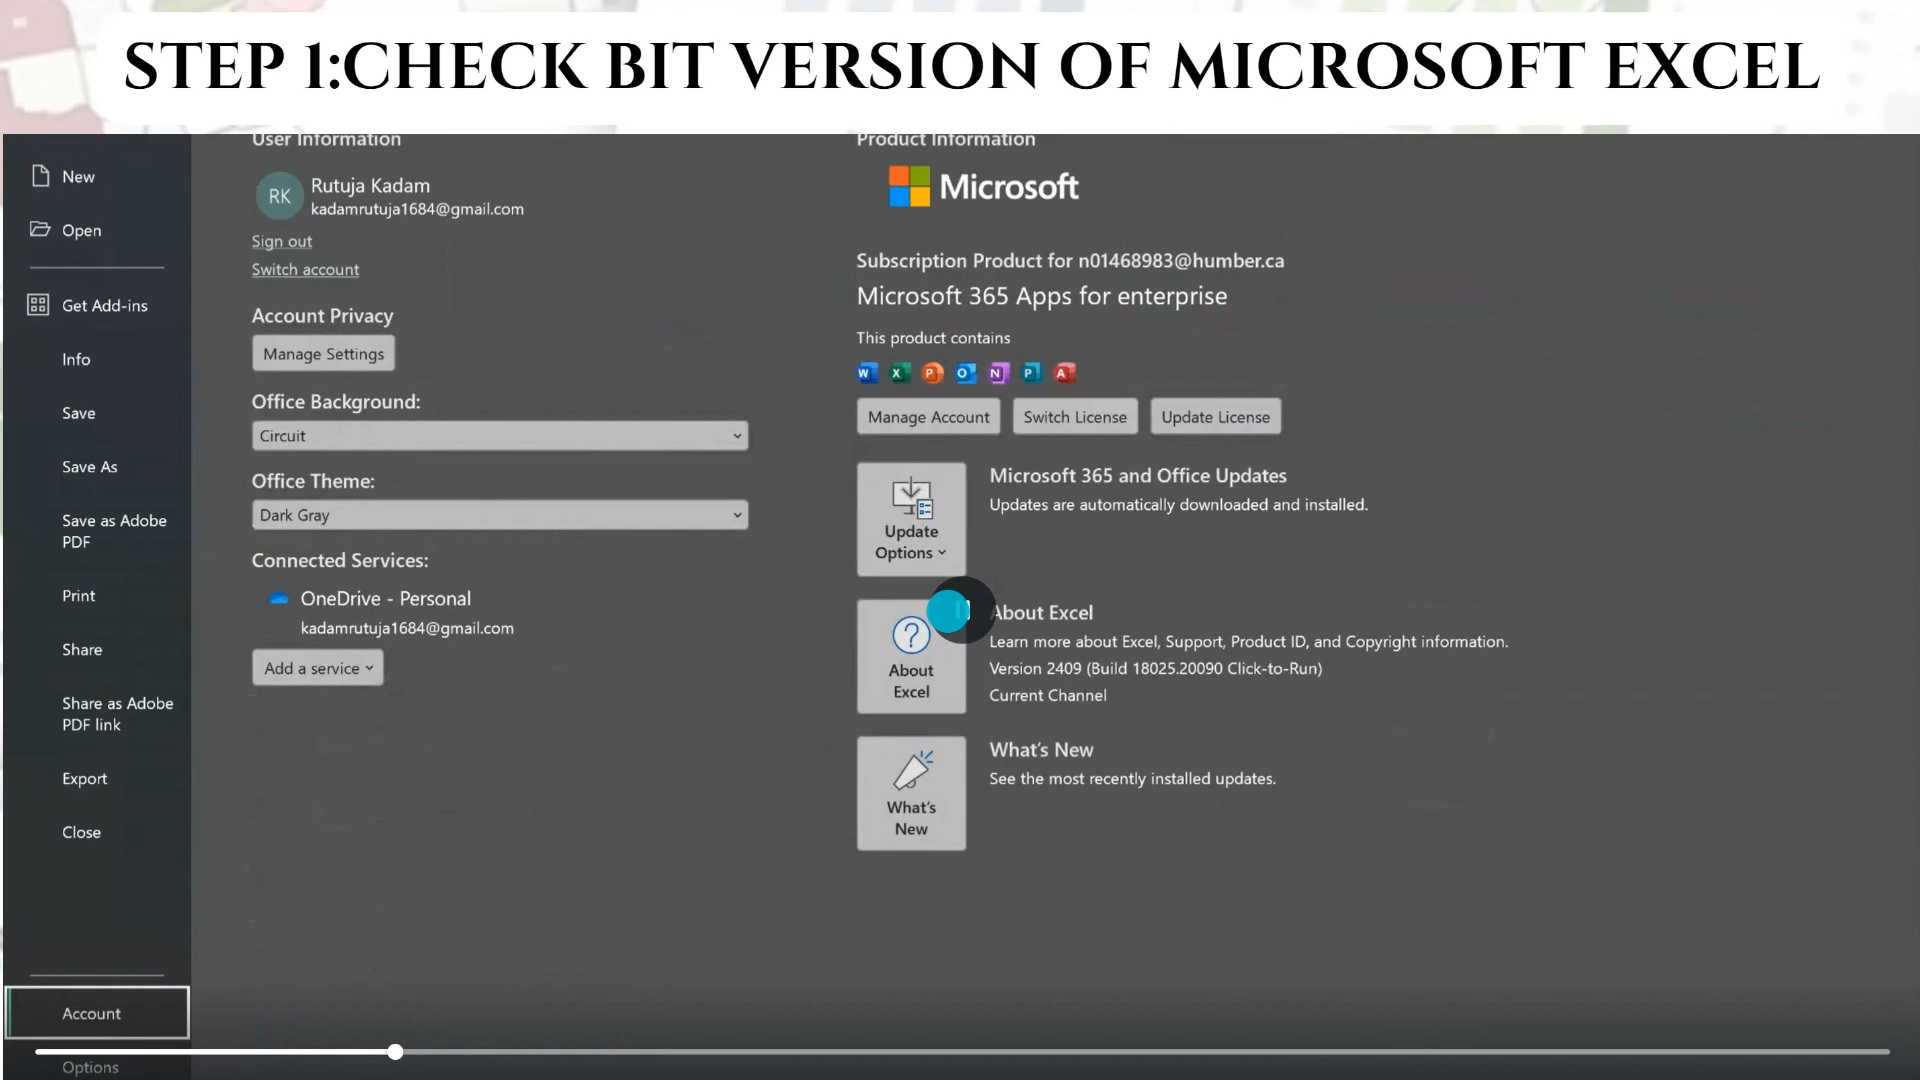 STEP 1:CHECK BIT VERSION OF MICROSOFT EXCEL
New
Open
Get Add-ins
Info
Save
Save As
Save as Adobe
PDF
Print
Share
Share as Adobe
PDF link
Export
Close
Account
Options
User Information
RK
Rutuja Kadam
kadamrutuja1684@gmail.com
Sign out
Switch account
Account Privacy
Manage Settings
Office Background:
Circuit
Office Theme:
Dark Gray
Connected Services:
OneDrive - Personal
kadamrutuja1684@gmail.com
Add a service
Product Information
Microsoft
Subscription Product for n01468983@humber.ca
Microsoft 365 Apps for enterprise
This product contains
W X P O N P A
Manage Account Switch License Update License
Update
Options
Microsoft 365 and Office Updates
Updates are automatically downloaded and installed.
?
About
Excel
About Excel
Learn more about Excel, Support, Product ID, and Copyright information.
Version 2409 (Build 18025.20090 Click-to-Run)
Current Channel
What's
New
What's New
See the most recently installed updates.